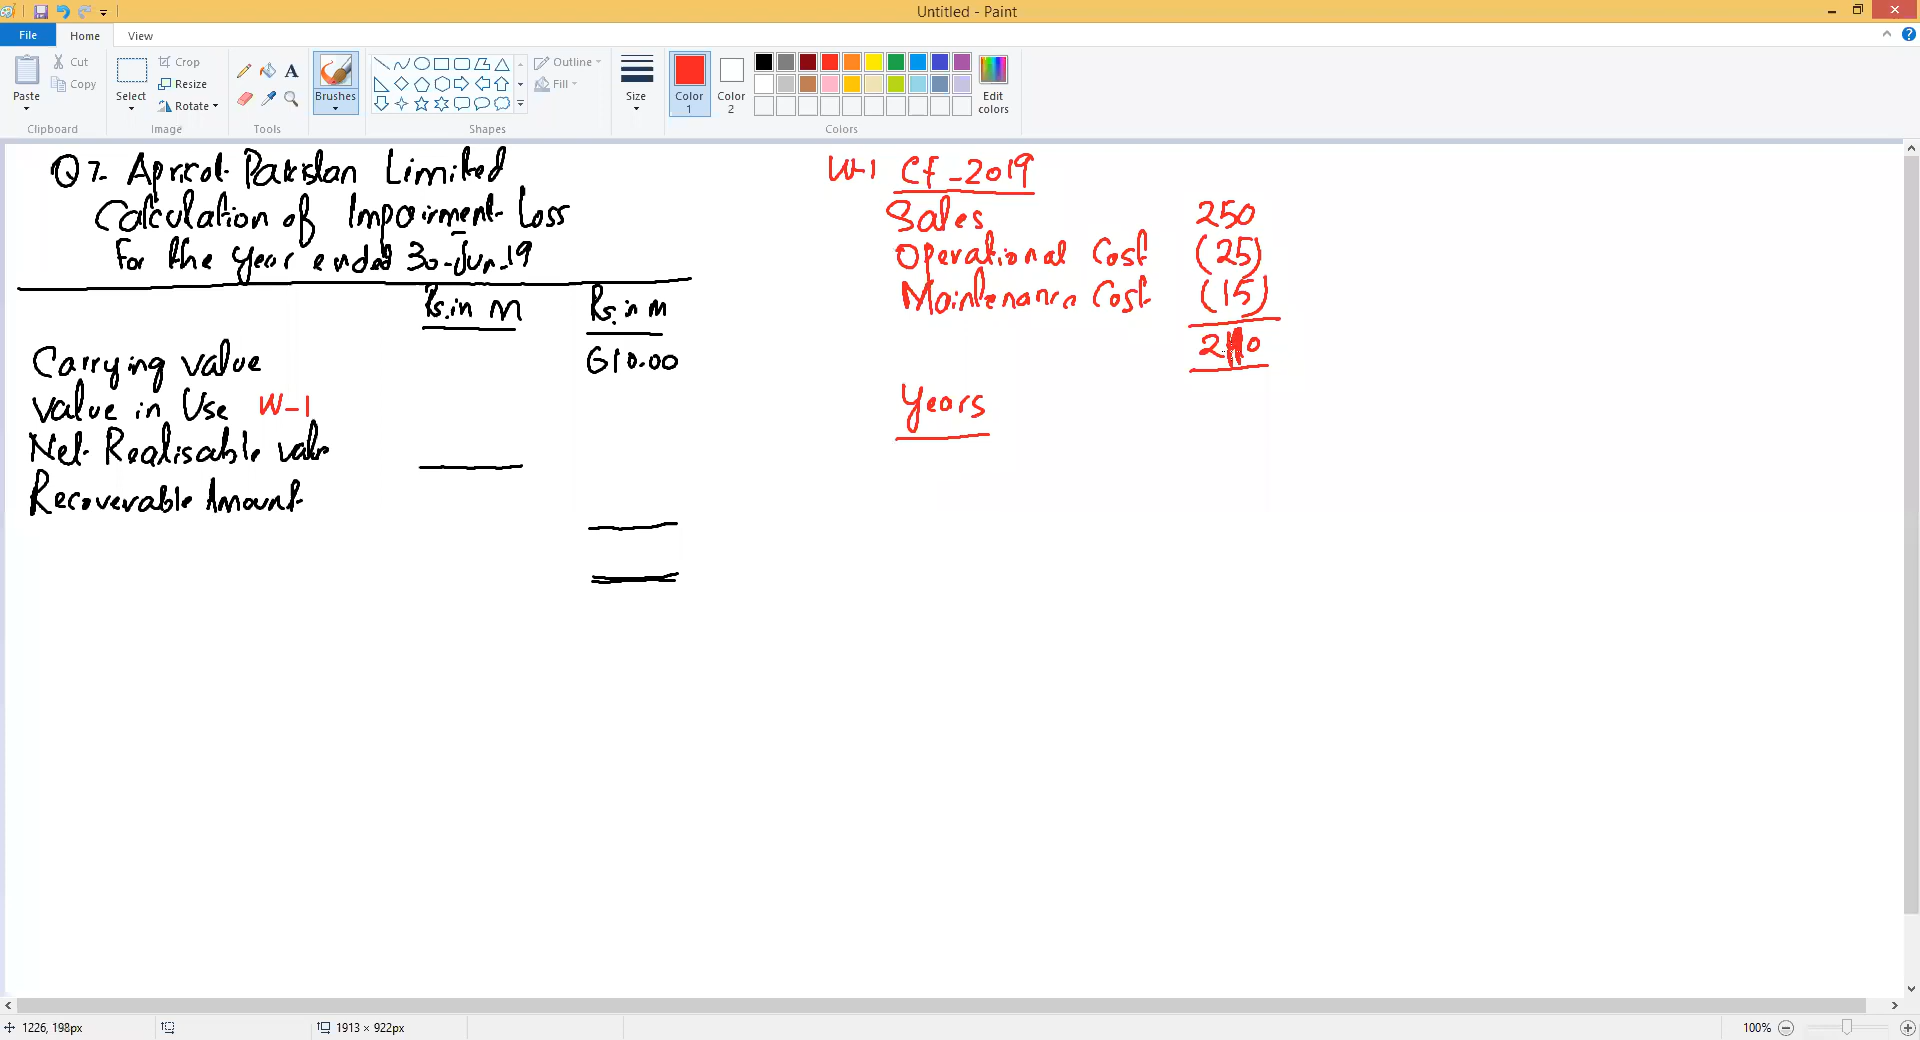 Untitled - Paint
File Home View
Paste Cut Copy Clipboard
Select Crop Resize Rotate Image
Tools
Brushes
Outline Fill Shapes
Size
Color 1 Color 2 Edit colors Colors
Q7. Apricot Pakistan Limited
Calculation of Impairment Loss
For the Year ended 30-Jun-19
Rs. in M Rs. in M
Carrying value 610.00
Value in Use W-1
Net Realisable value
Recoverable Amount
W-1 CF - 2019
Sales 250
Operational Cost (25)
Maintenance Cost (15)
210
Years
1226, 198px 1913 × 922px 100%